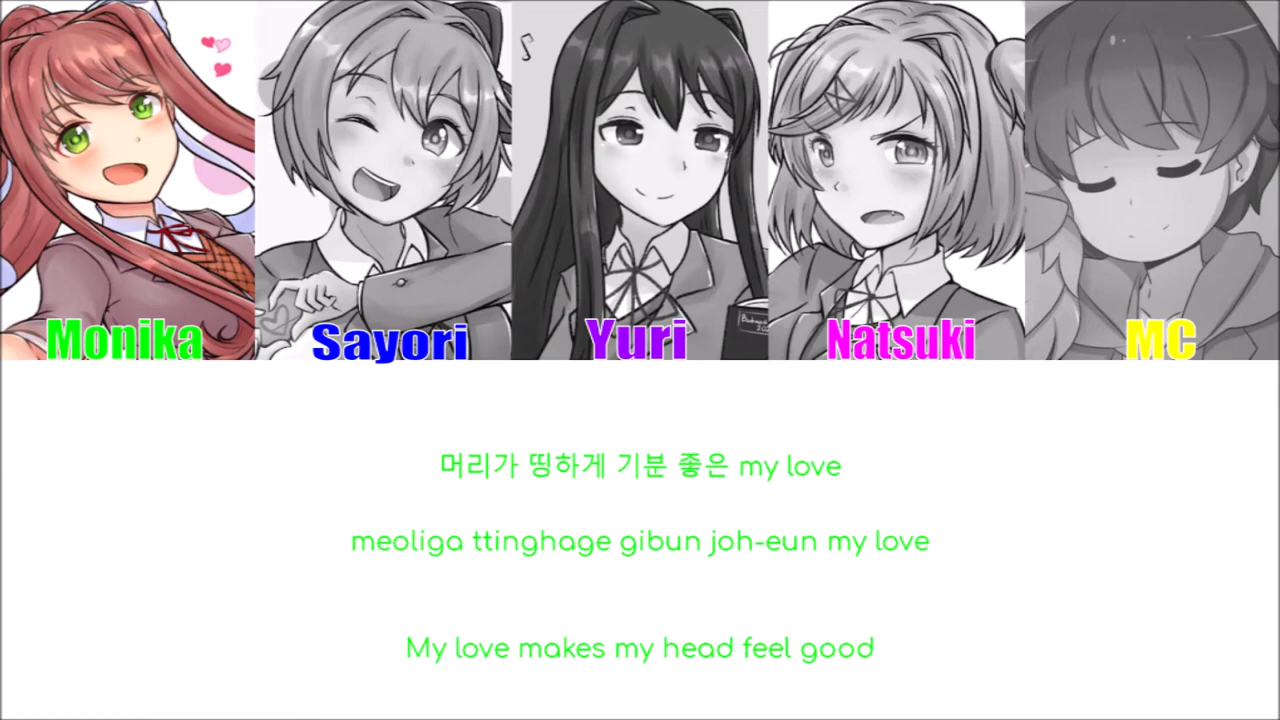 Monika Sayori Yuri Natsuki MC
머리가 띵하게 기분 좋은 my love
meoliga ttinghage gibun joh-eun my love
My love makes my head feel good